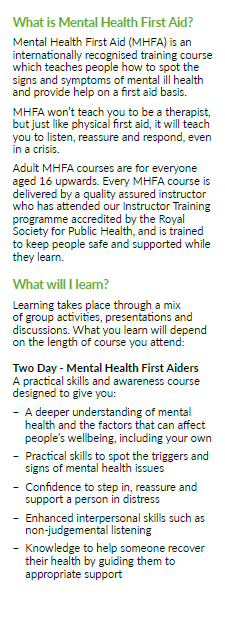 What is Mental Health First Aid?
Mental Health First Aid (MHFA) is an
internationally recognised training course
which teaches people how to spot the
signs and symptoms of mental ill health
and provide help on a first aid basis.
MHFA won't teach you to be a therapist,
but just like physical first aid, it will teach
you to listen, reassure and respond, even
in a crisis.
Adult MHFA courses are for everyone
aged 16 upwards. Every MHFA course is
delivered by a quality assured instructor
who has attended our Instructor Training
programme accredited by the Royal
Society for Public Health, and is trained
to keep people safe and supported while
they learn.
What will I learn?
Learning takes place through a mix
of group activities, presentations and
discussions. What you learn will depend
on the length of course you attend:
Two Day - Mental Health First Aiders
A practical skills and awareness course
designed to give you:
– A deeper understanding of mental
health and the factors that can affect
people's wellbeing, including your own
– Practical skills to spot the triggers and
signs of mental health issues
– Confidence to step in, reassure and
support a person in distress
– Enhanced interpersonal skills such as
non-judgemental listening
– Knowledge to help someone recover
their health by guiding them to
appropriate support